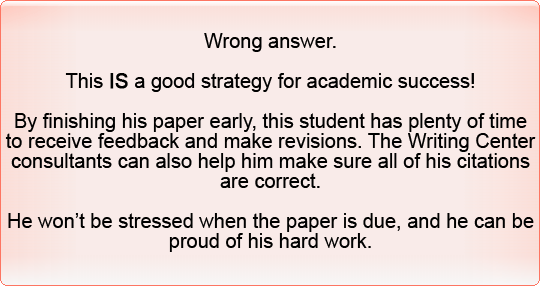 Wrong answer.
This IS a good strategy for academic success!
By finishing his paper early, this student has plenty of time
to receive feedback and make revisions. The Writing Center
consultants can also help him make sure all of his citations
are correct.
He won’t be stressed when the paper is due, and he can be
proud of his hard work.